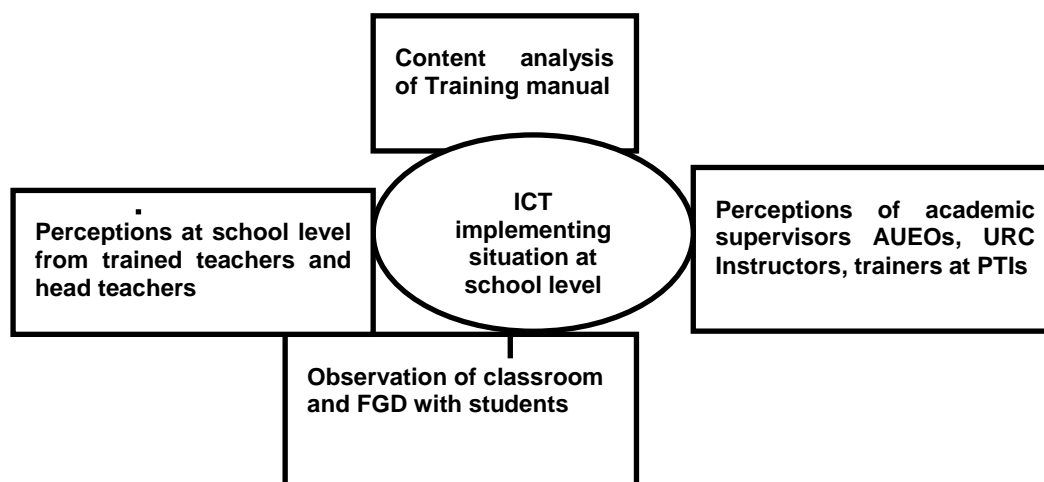 Content analysis
of Training manual
ICT
implementing
situation at
school level
Perceptions at school level
from trained teachers and
head teachers
Perceptions of academic
supervisors AUEOs, URC
Instructors, trainers at PTIs
Observation of classroom
and FGD with students